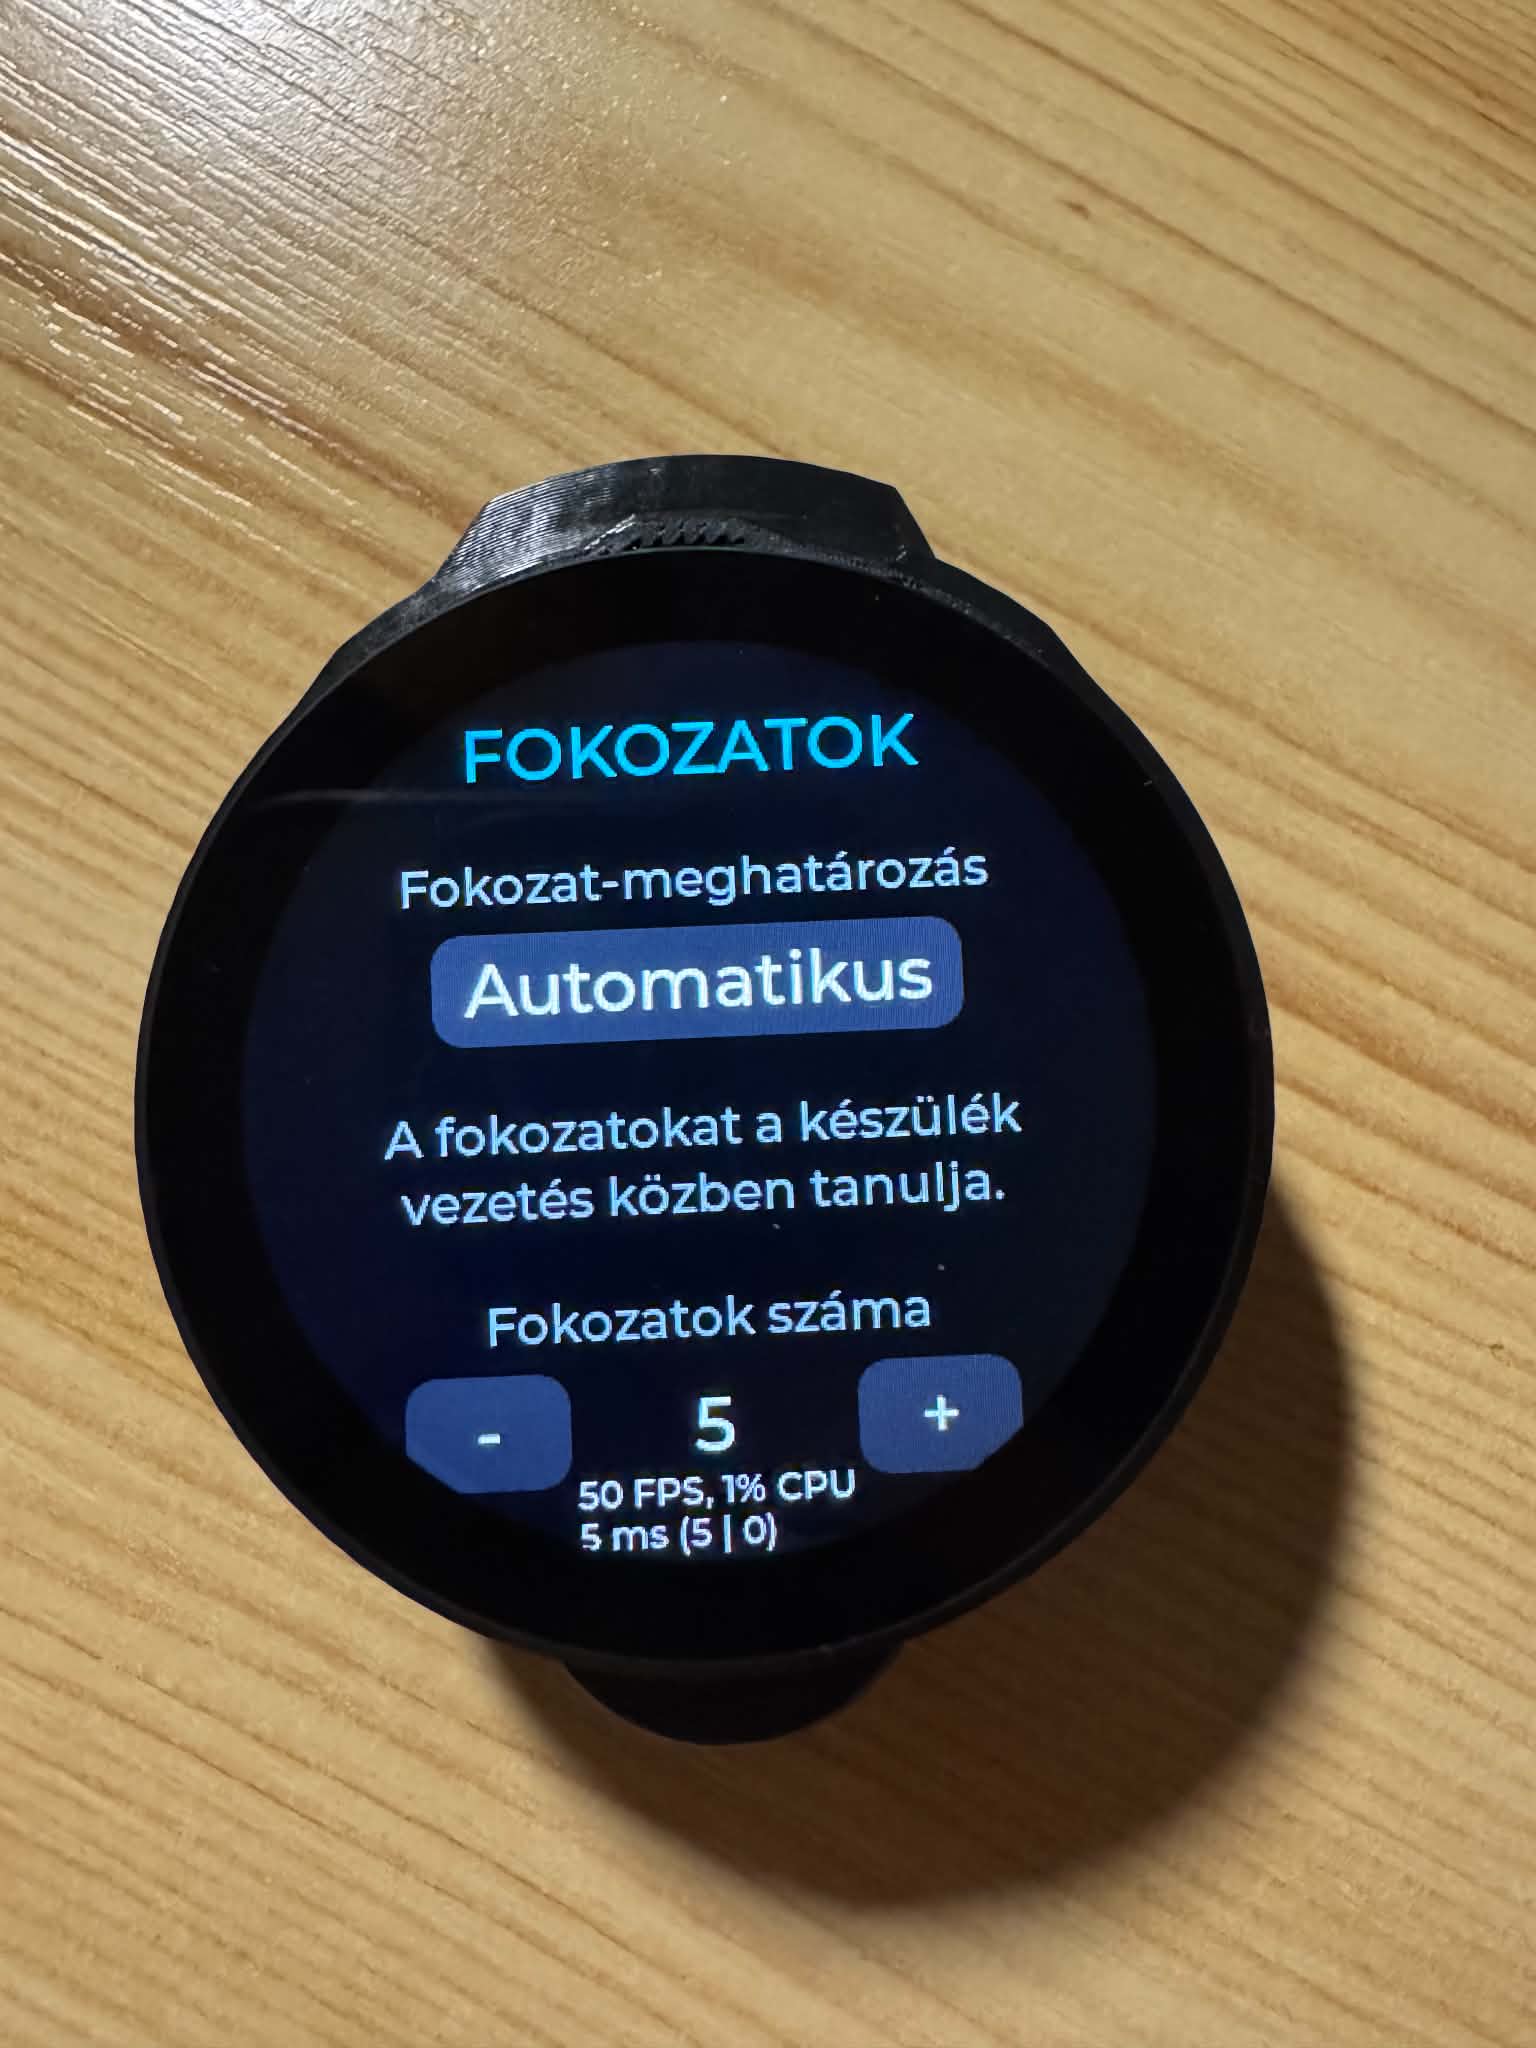 FOKOZATOK
Fokozat-meghatározás
Automatikus
A fokozatokat a készülék
vezetés közben tanulja.
Fokozatok száma
- 5 +
50 FPS, 1% CPU
5 ms (5 | 0)